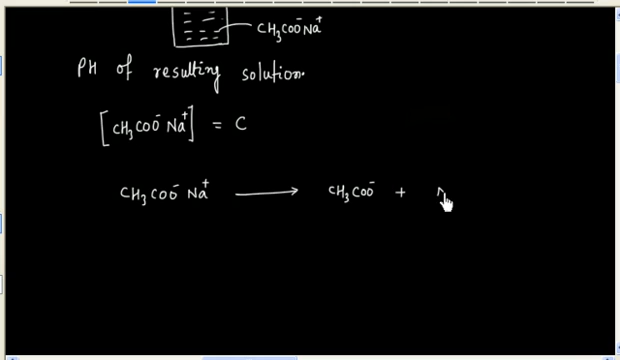 CH₃COO⁻Na⁺
PH of resulting solution.
[CH₃COO⁻ Na⁺] = C
CH₃COO⁻ Na⁺ ⟶ CH₃COO⁻ +